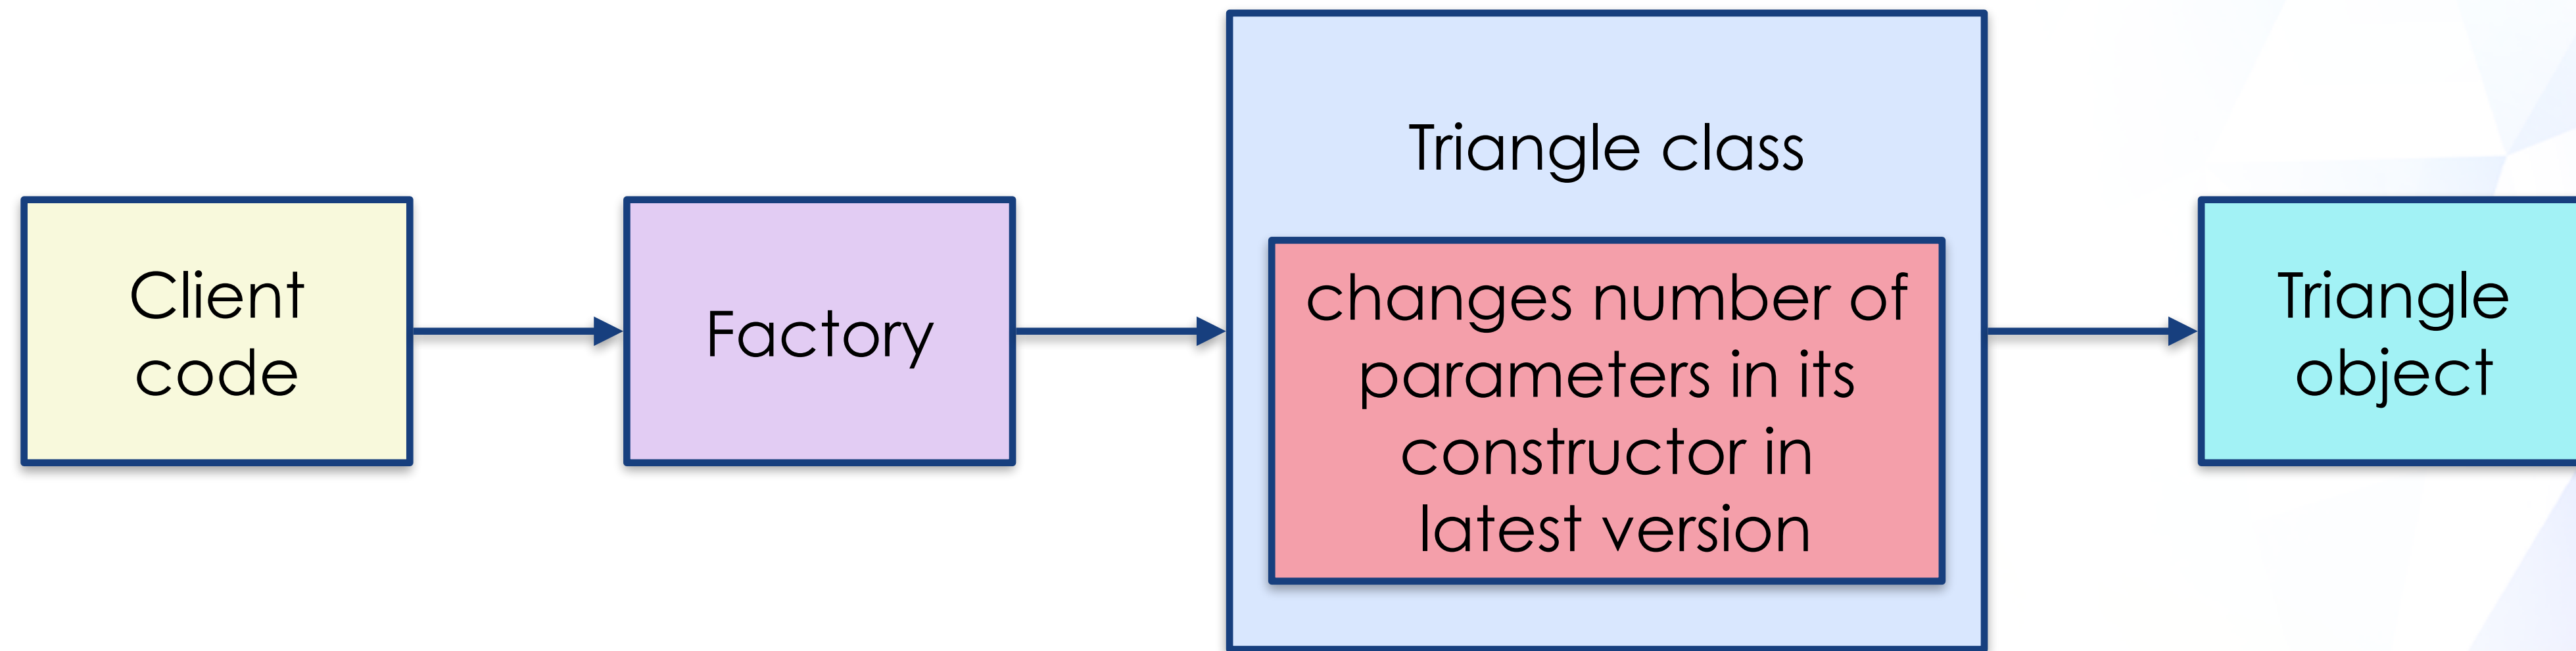 Client
code
Factory
Triangle class
changes number of
parameters in its
constructor in
latest version
Triangle
object